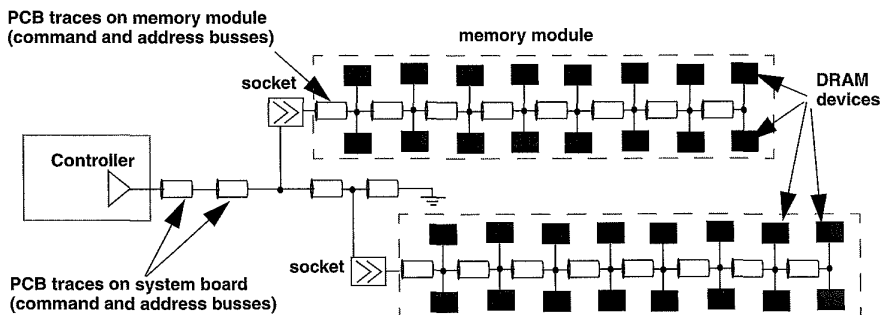 PCB traces on memory module
(command and address busses)
memory module
socket
DRAM
devices
Controller
socket
PCB traces on system board
(command and address busses)